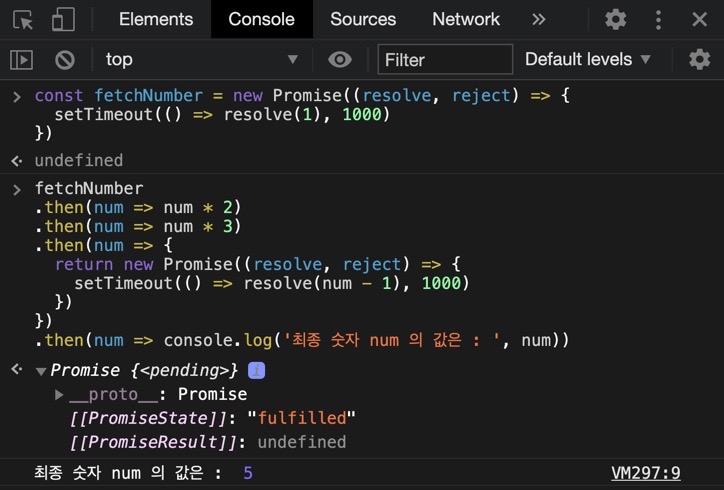 Elements Console Sources Network »
top Filter Default levels
> const fetchNumber = new Promise((resolve, reject) => {
setTimeout(() => resolve(1), 1000)
})
undefined
> fetchNumber
.then(num => num * 2)
.then(num => num * 3)
.then(num => {
return new Promise((resolve, reject) => {
setTimeout(() => resolve(num - 1), 1000)
})
})
.then(num => console.log('최종 숫자 num 의 값은 : ', num))
Promise {<pending>} i
__proto__: Promise
[[PromiseState]]: "fulfilled"
[[PromiseResult]]: undefined
최종 숫자 num 의 값은 : 5 VM297:9